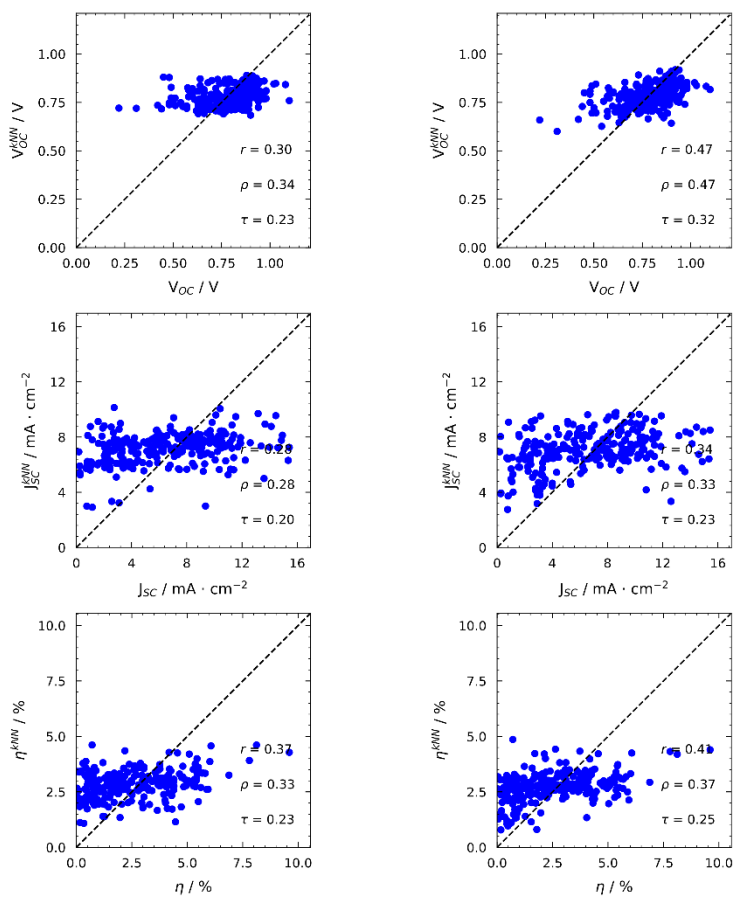 1.00
0.75
0.50
0.25
0.00
V_OC^kNN / V
r = 0.30
ρ = 0.34
τ = 0.23
0.00 0.25 0.50 0.75 1.00
V_OC / V
1.00
0.75
0.50
0.25
0.00
V_OC^kNN / V
r = 0.47
ρ = 0.47
τ = 0.32
0.00 0.25 0.50 0.75 1.00
V_OC / V
16
12
8
4
0
J_SC^kNN / mA · cm⁻²
r = 0.28
ρ = 0.28
τ = 0.20
0 4 8 12 16
J_SC / mA · cm⁻²
16
12
8
4
0
J_SC^kNN / mA · cm⁻²
r = 0.34
ρ = 0.33
τ = 0.23
0 4 8 12 16
J_SC / mA · cm⁻²
10.0
7.5
5.0
2.5
0.0
η^kNN / %
r = 0.37
ρ = 0.33
τ = 0.23
0.0 2.5 5.0 7.5 10.0
η / %
10.0
7.5
5.0
2.5
0.0
η^kNN / %
r = 0.41
ρ = 0.37
τ = 0.25
0.0 2.5 5.0 7.5 10.0
η / %